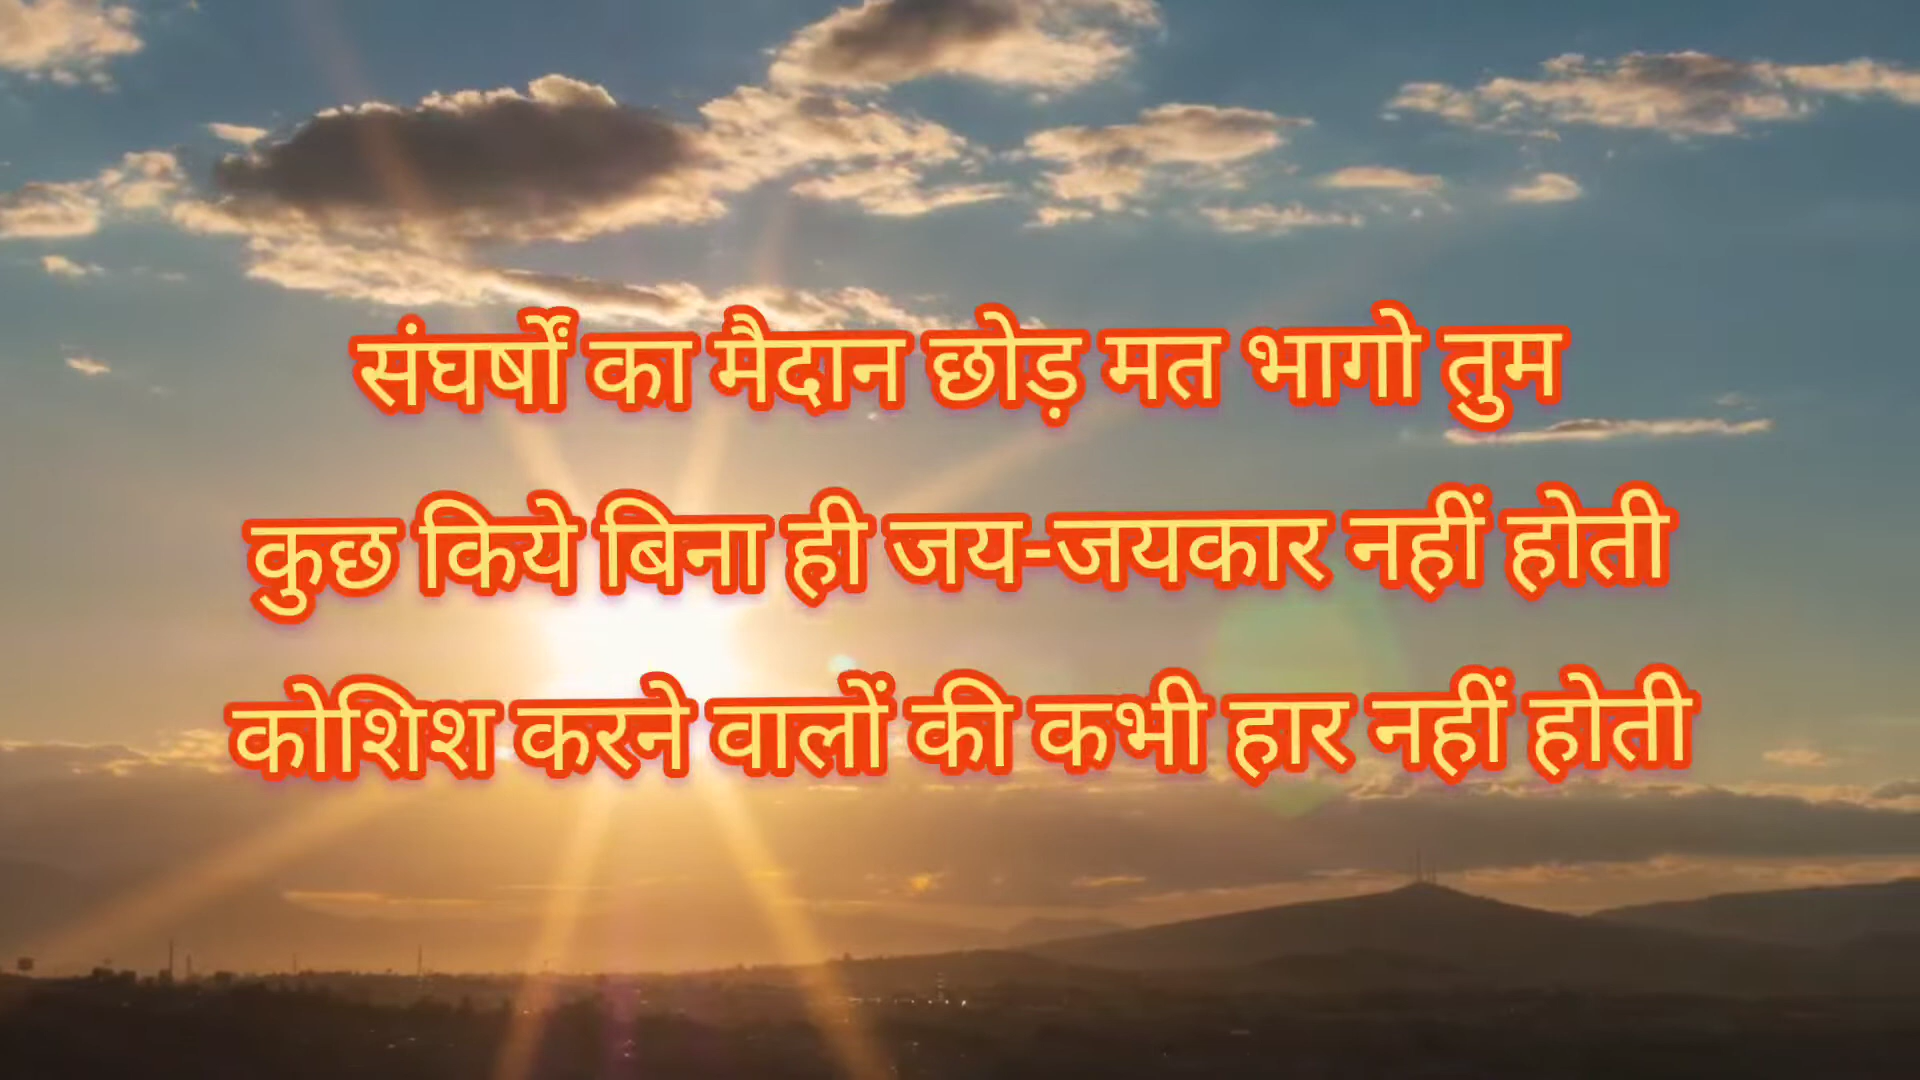 संघर्षों का मैदान छोड़ मत भागो तुम
कुछ किये बिना ही जय-जयकार नहीं होती
कोशिश करने वालों की कभी हार नहीं होती